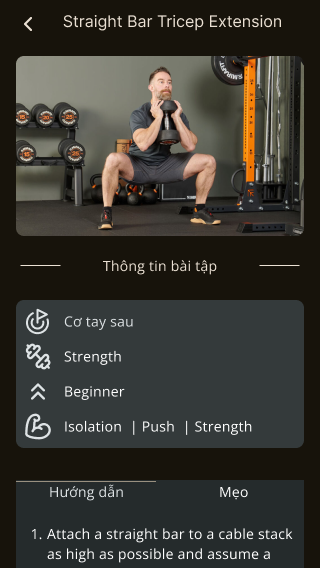 Straight Bar Tricep Extension
Thông tin bài tập
Cơ tay sau
Strength
Beginner
Isolation | Push | Strength
Hướng dẫn
Mẹo
1. Attach a straight bar to a cable stack
as high as possible and assume a